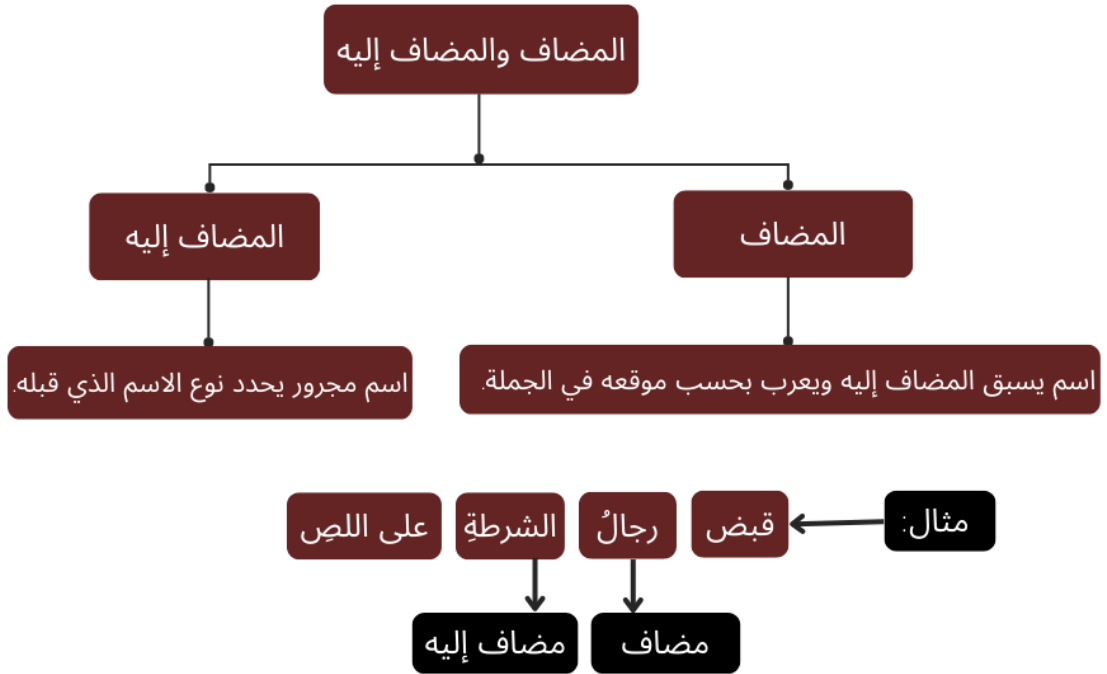 المضاف والمضاف إليه
المضاف
المضاف إليه
اسم يسبق المضاف إليه ويعرب بحسب موقعه في الجملة.
اسم مجرور يحدد نوع الاسم الذي قبله.
مثال: قبض رجالُ الشرطةِ على اللصِ
مضاف
مضاف إليه